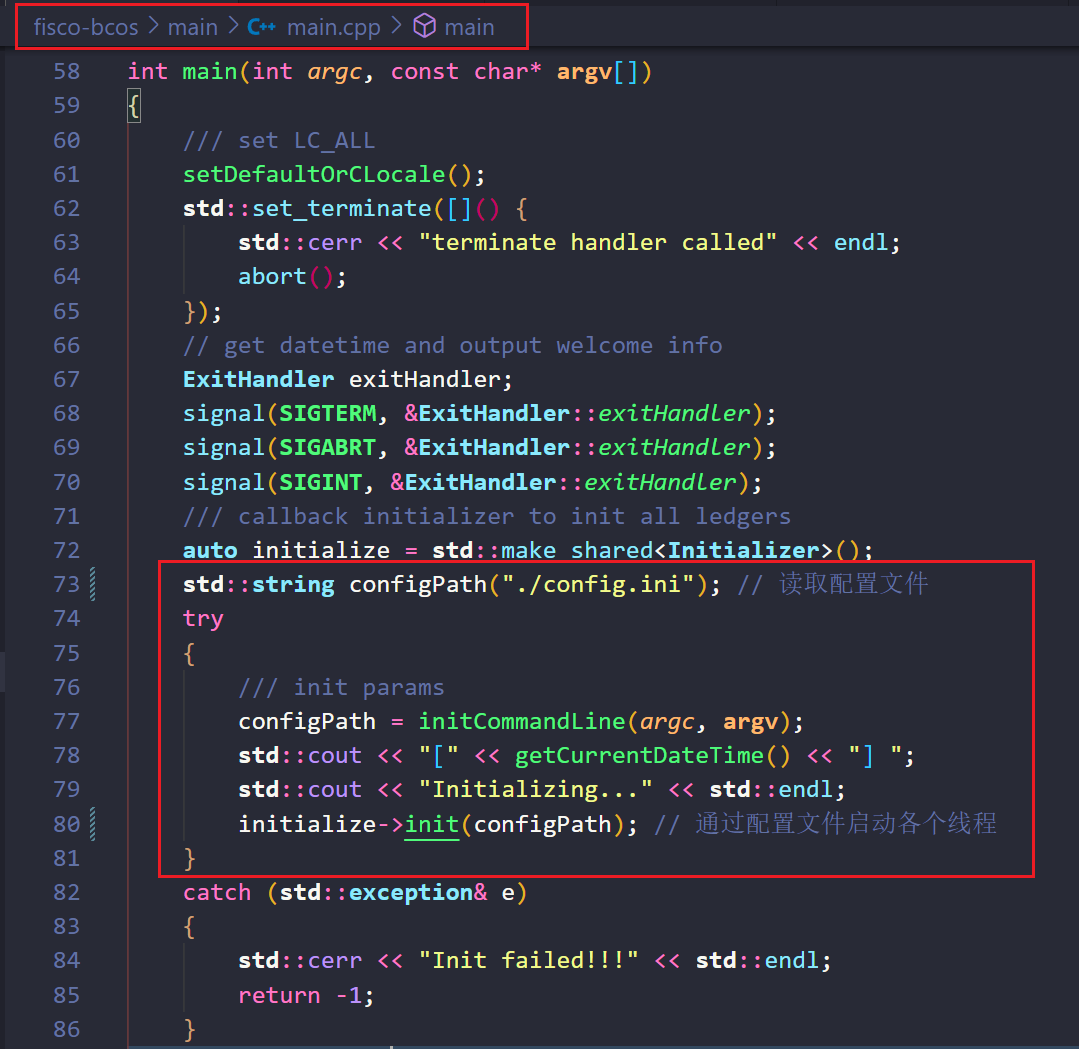 fisco-bcos > main > C++ main.cpp > main
58 int main(int argc, const char* argv[])
59 {
60 /// set LC_ALL
61 setDefaultOrCLocale();
62 std::set_terminate([]() {
63 std::cerr << "terminate handler called" << endl;
64 abort();
65 });
66 // get datetime and output welcome info
67 ExitHandler exitHandler;
68 signal(SIGTERM, &ExitHandler::exitHandler);
69 signal(SIGABRT, &ExitHandler::exitHandler);
70 signal(SIGINT, &ExitHandler::exitHandler);
71 /// callback initializer to init all ledgers
72 auto initialize = std::make_shared<Initializer>();
73 std::string configPath("./config.ini"); // 读取配置文件
74 try
75 {
76 /// init params
77 configPath = initCommandLine(argc, argv);
78 std::cout << "[" << getCurrentDateTime() << "] ";
79 std::cout << "Initializing..." << std::endl;
80 initialize->init(configPath); // 通过配置文件启动各个线程
81 }
82 catch (std::exception& e)
83 {
84 std::cerr << "Init failed!!!" << std::endl;
85 return -1;
86 }